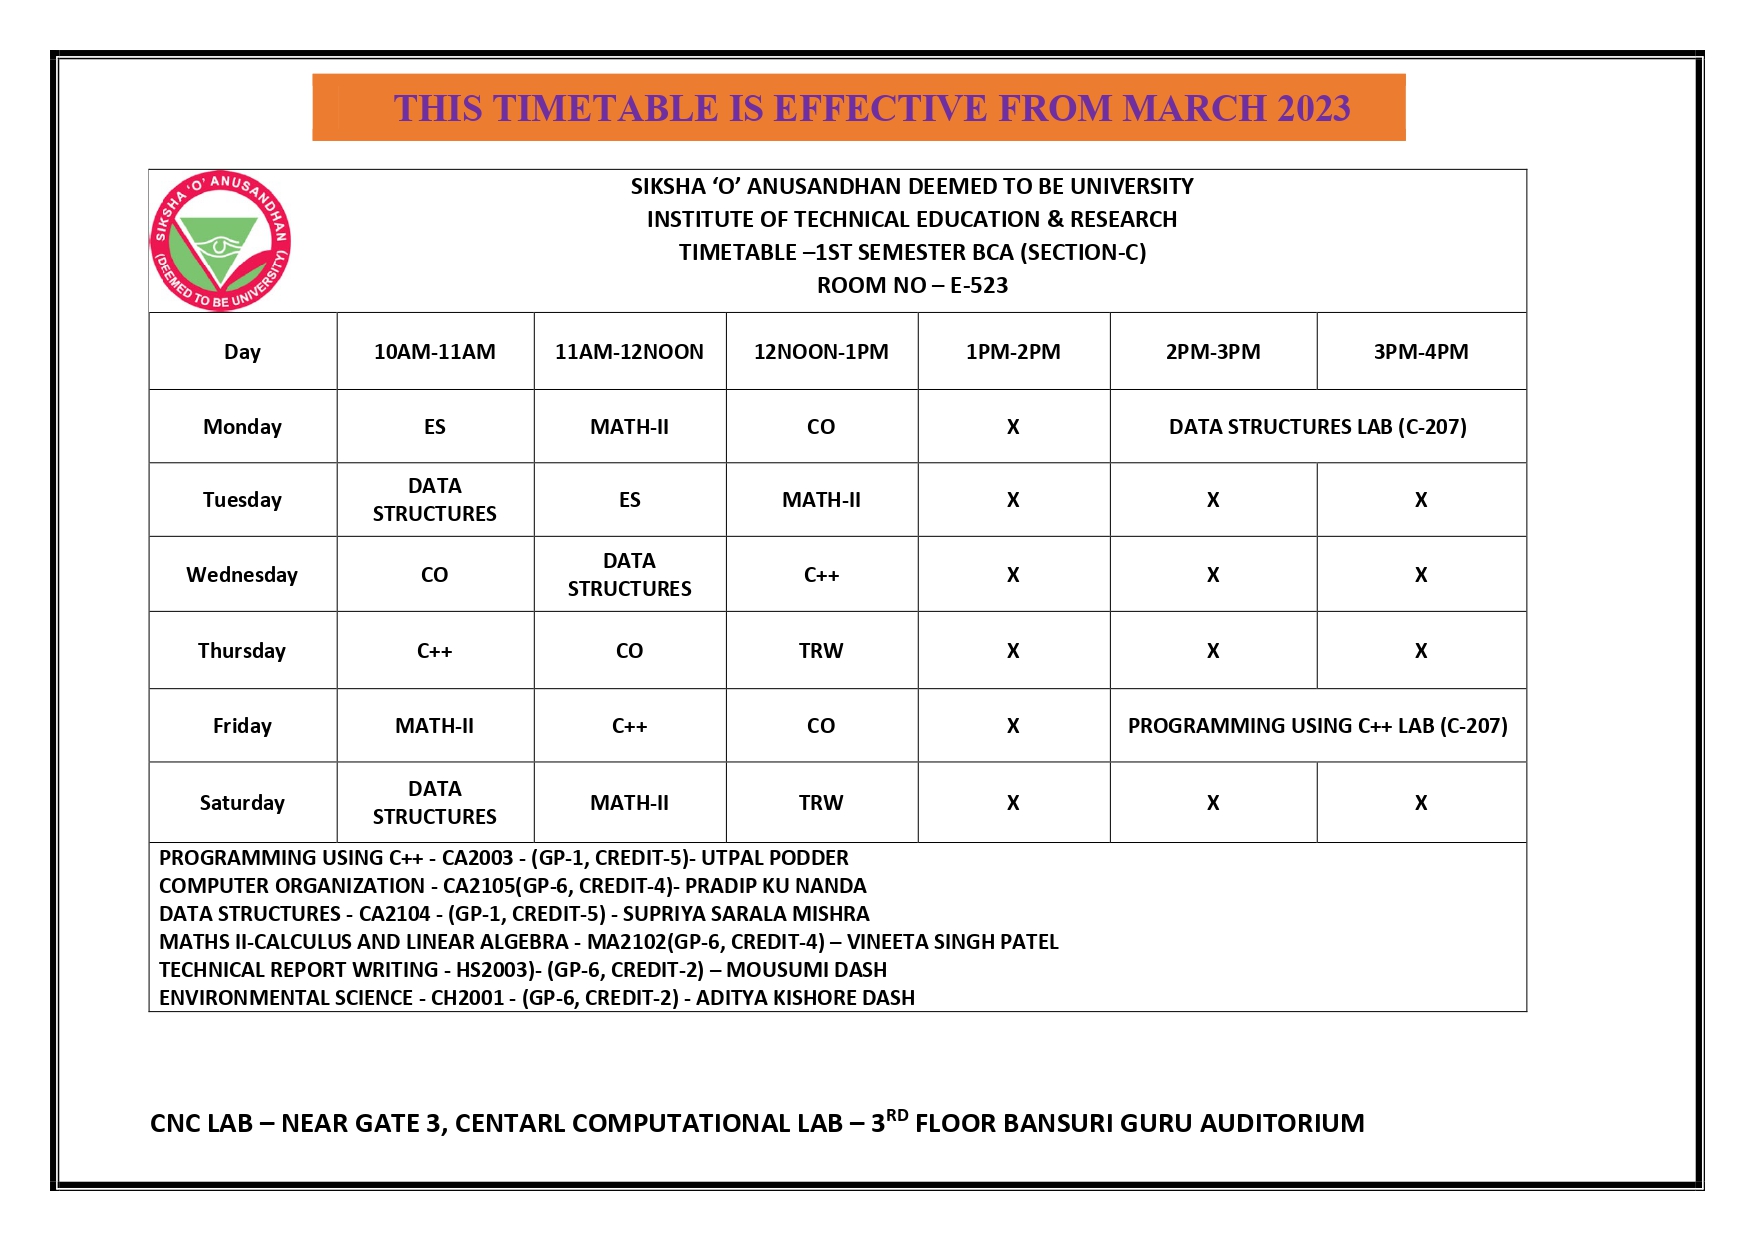 THIS TIMETABLE IS EFFECTIVE FROM MARCH 2023
SIKSHA 'O' ANUSANDHAN
(DEEMED TO BE UNIVERSITY)
SIKSHA ‘O’ ANUSANDHAN DEEMED TO BE UNIVERSITY
INSTITUTE OF TECHNICAL EDUCATION & RESEARCH
TIMETABLE –1ST SEMESTER BCA (SECTION-C)
ROOM NO – E-523
Day 10AM-11AM 11AM-12NOON 12NOON-1PM 1PM-2PM 2PM-3PM 3PM-4PM
Monday ES MATH-II CO X DATA STRUCTURES LAB (C-207)
Tuesday DATA STRUCTURES ES MATH-II X X X
Wednesday CO DATA STRUCTURES C++ X X X
Thursday C++ CO TRW X X X
Friday MATH-II C++ CO X PROGRAMMING USING C++ LAB (C-207)
Saturday DATA STRUCTURES MATH-II TRW X X X
PROGRAMMING USING C++ - CA2003 - (GP-1, CREDIT-5)- UTPAL PODDER
COMPUTER ORGANIZATION - CA2105(GP-6, CREDIT-4)- PRADIP KU NANDA
DATA STRUCTURES - CA2104 - (GP-1, CREDIT-5) - SUPRIYA SARALA MISHRA
MATHS II-CALCULUS AND LINEAR ALGEBRA - MA2102(GP-6, CREDIT-4) – VINEETA SINGH PATEL
TECHNICAL REPORT WRITING - HS2003)- (GP-6, CREDIT-2) – MOUSUMI DASH
ENVIRONMENTAL SCIENCE - CH2001 - (GP-6, CREDIT-2) - ADITYA KISHORE DASH
CNC LAB – NEAR GATE 3, CENTARL COMPUTATIONAL LAB – 3RD FLOOR BANSURI GURU AUDITORIUM